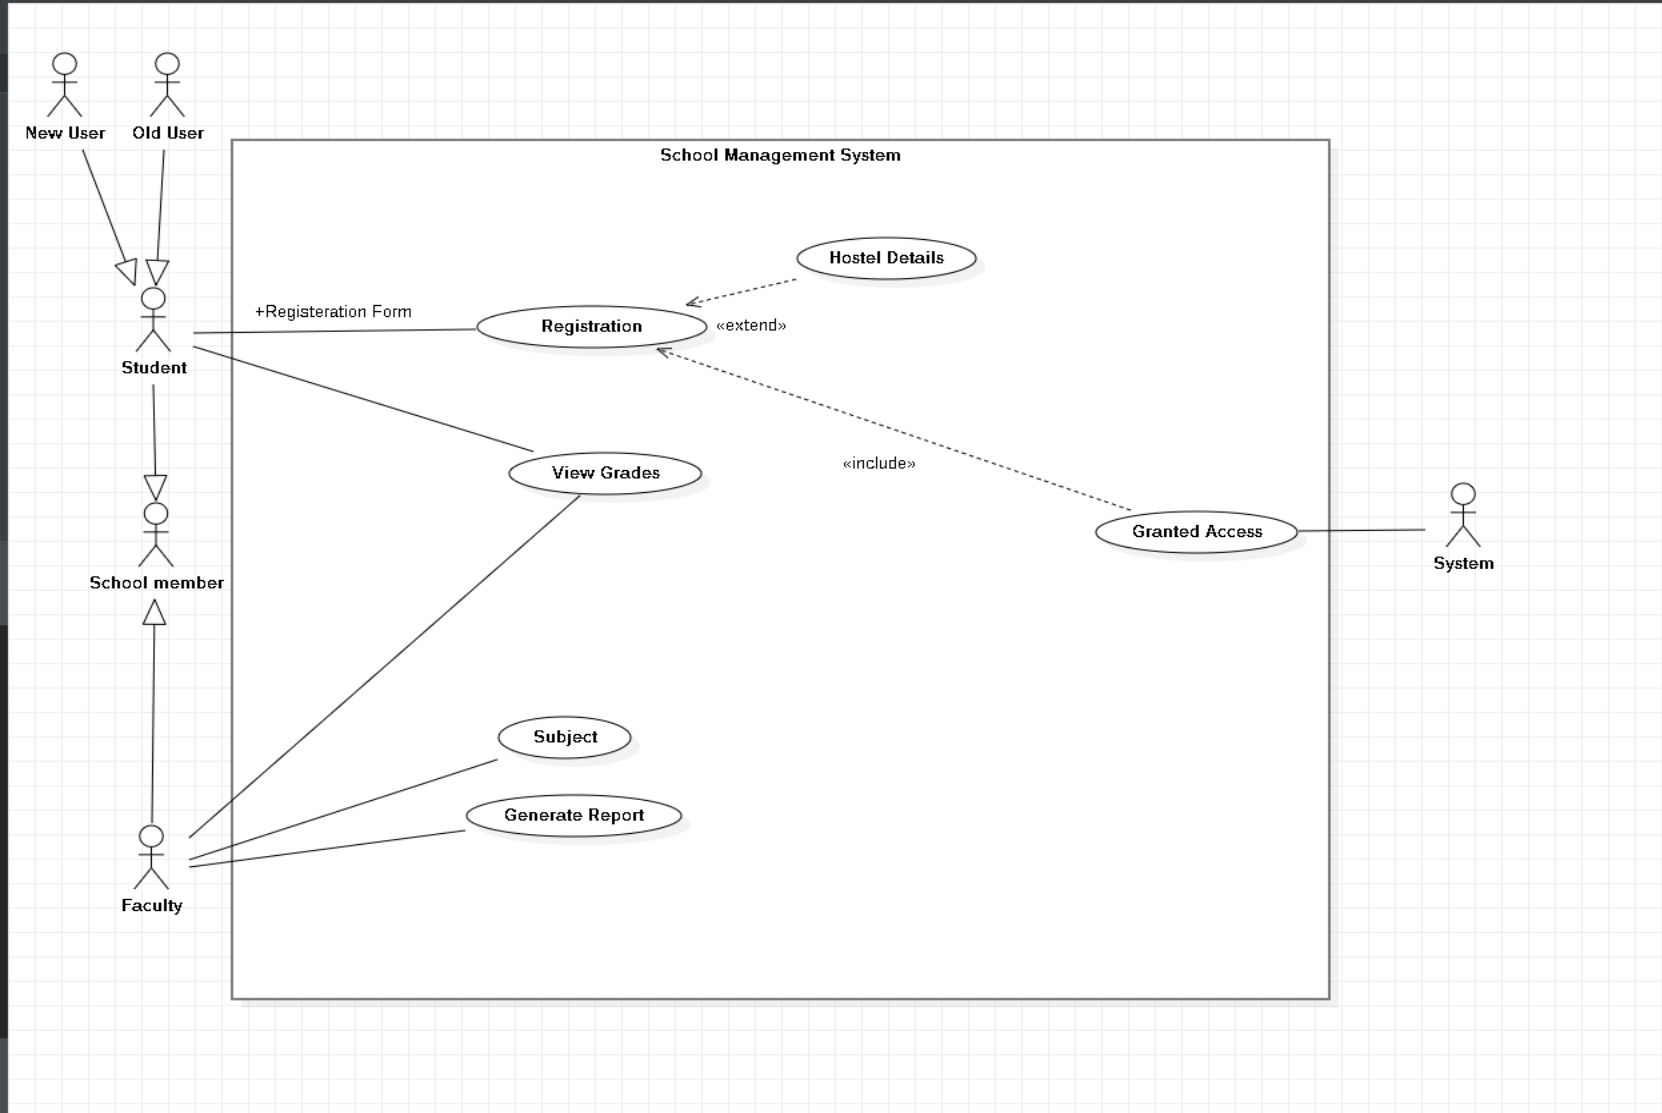 New User
Old User
School Management System
Hostel Details
+Registeration Form
Registration
«extend»
Student
View Grades
«include»
Granted Access
System
School member
Subject
Generate Report
Faculty